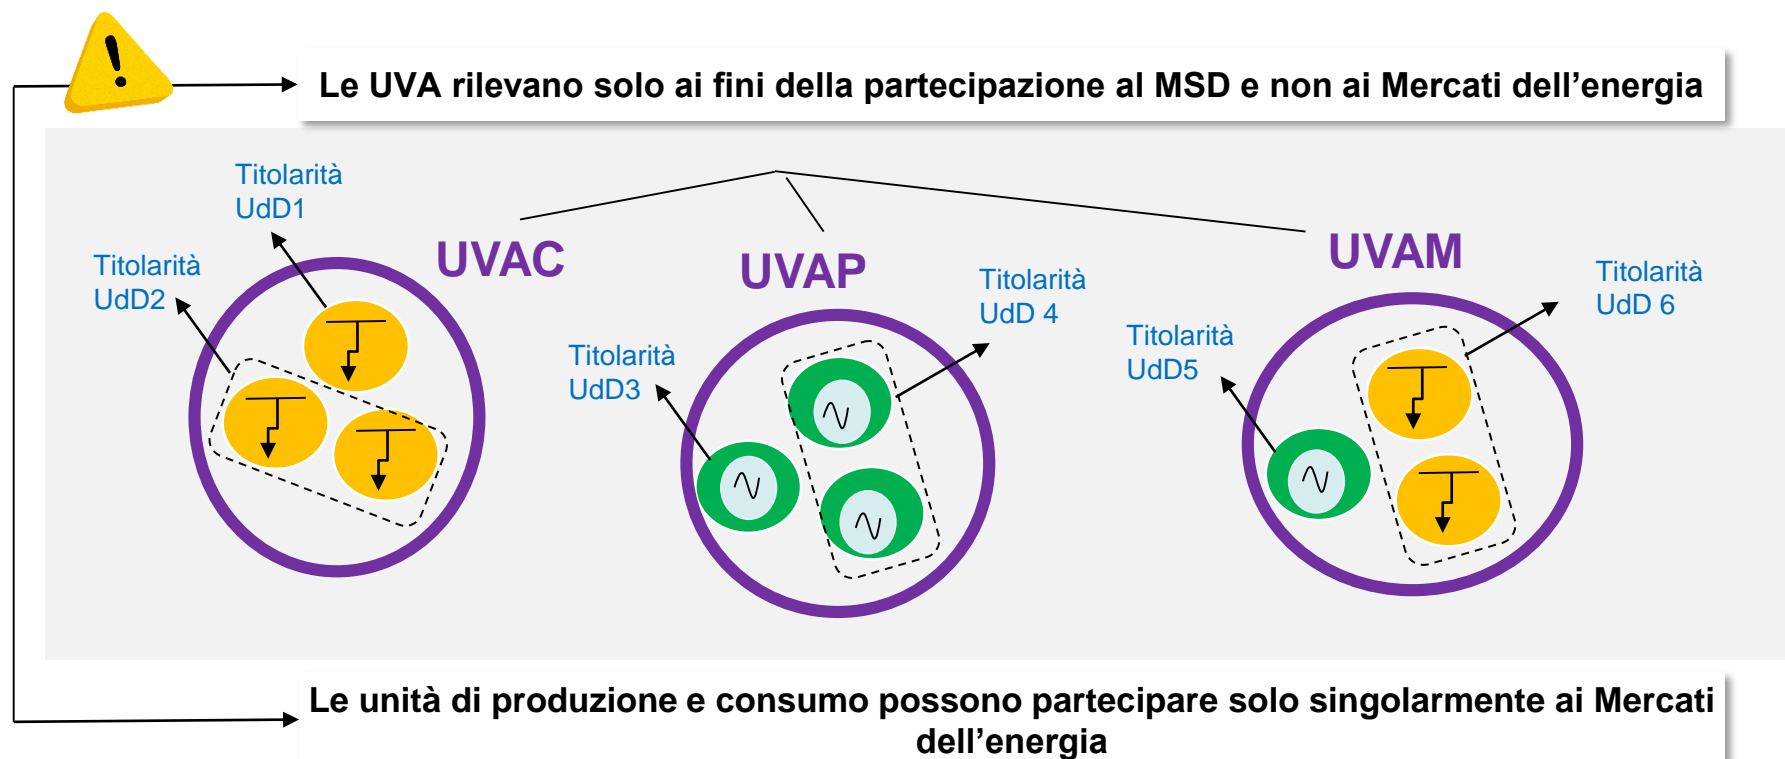 Le UVA rilevano solo ai fini della partecipazione al MSD e non ai Mercati dell’energia
Titolarità
UdD1
UVAC
Titolarità
UdD2
UVAP
Titolarità
UdD3
Titolarità
UdD 4
UVAM
Titolarità
UdD5
Titolarità
UdD 6
Le unità di produzione e consumo possono partecipare solo singolarmente ai Mercati
dell’energia